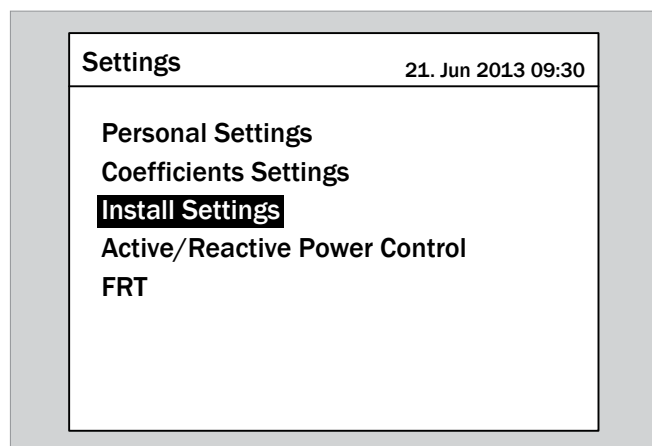 Settings
21. Jun 2013 09:30
Personal Settings
Coefficients Settings
Install Settings
Active/Reactive Power Control
FRT